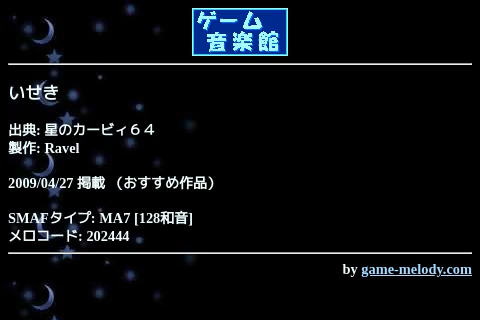 ゲーム
音楽館
いせき
出典: 星のカービィ６４
製作: Ravel
2009/04/27 掲載 （おすすめ作品）
SMAFタイプ: MA7 [128和音]
メロコード: 202444
by game-melody.com